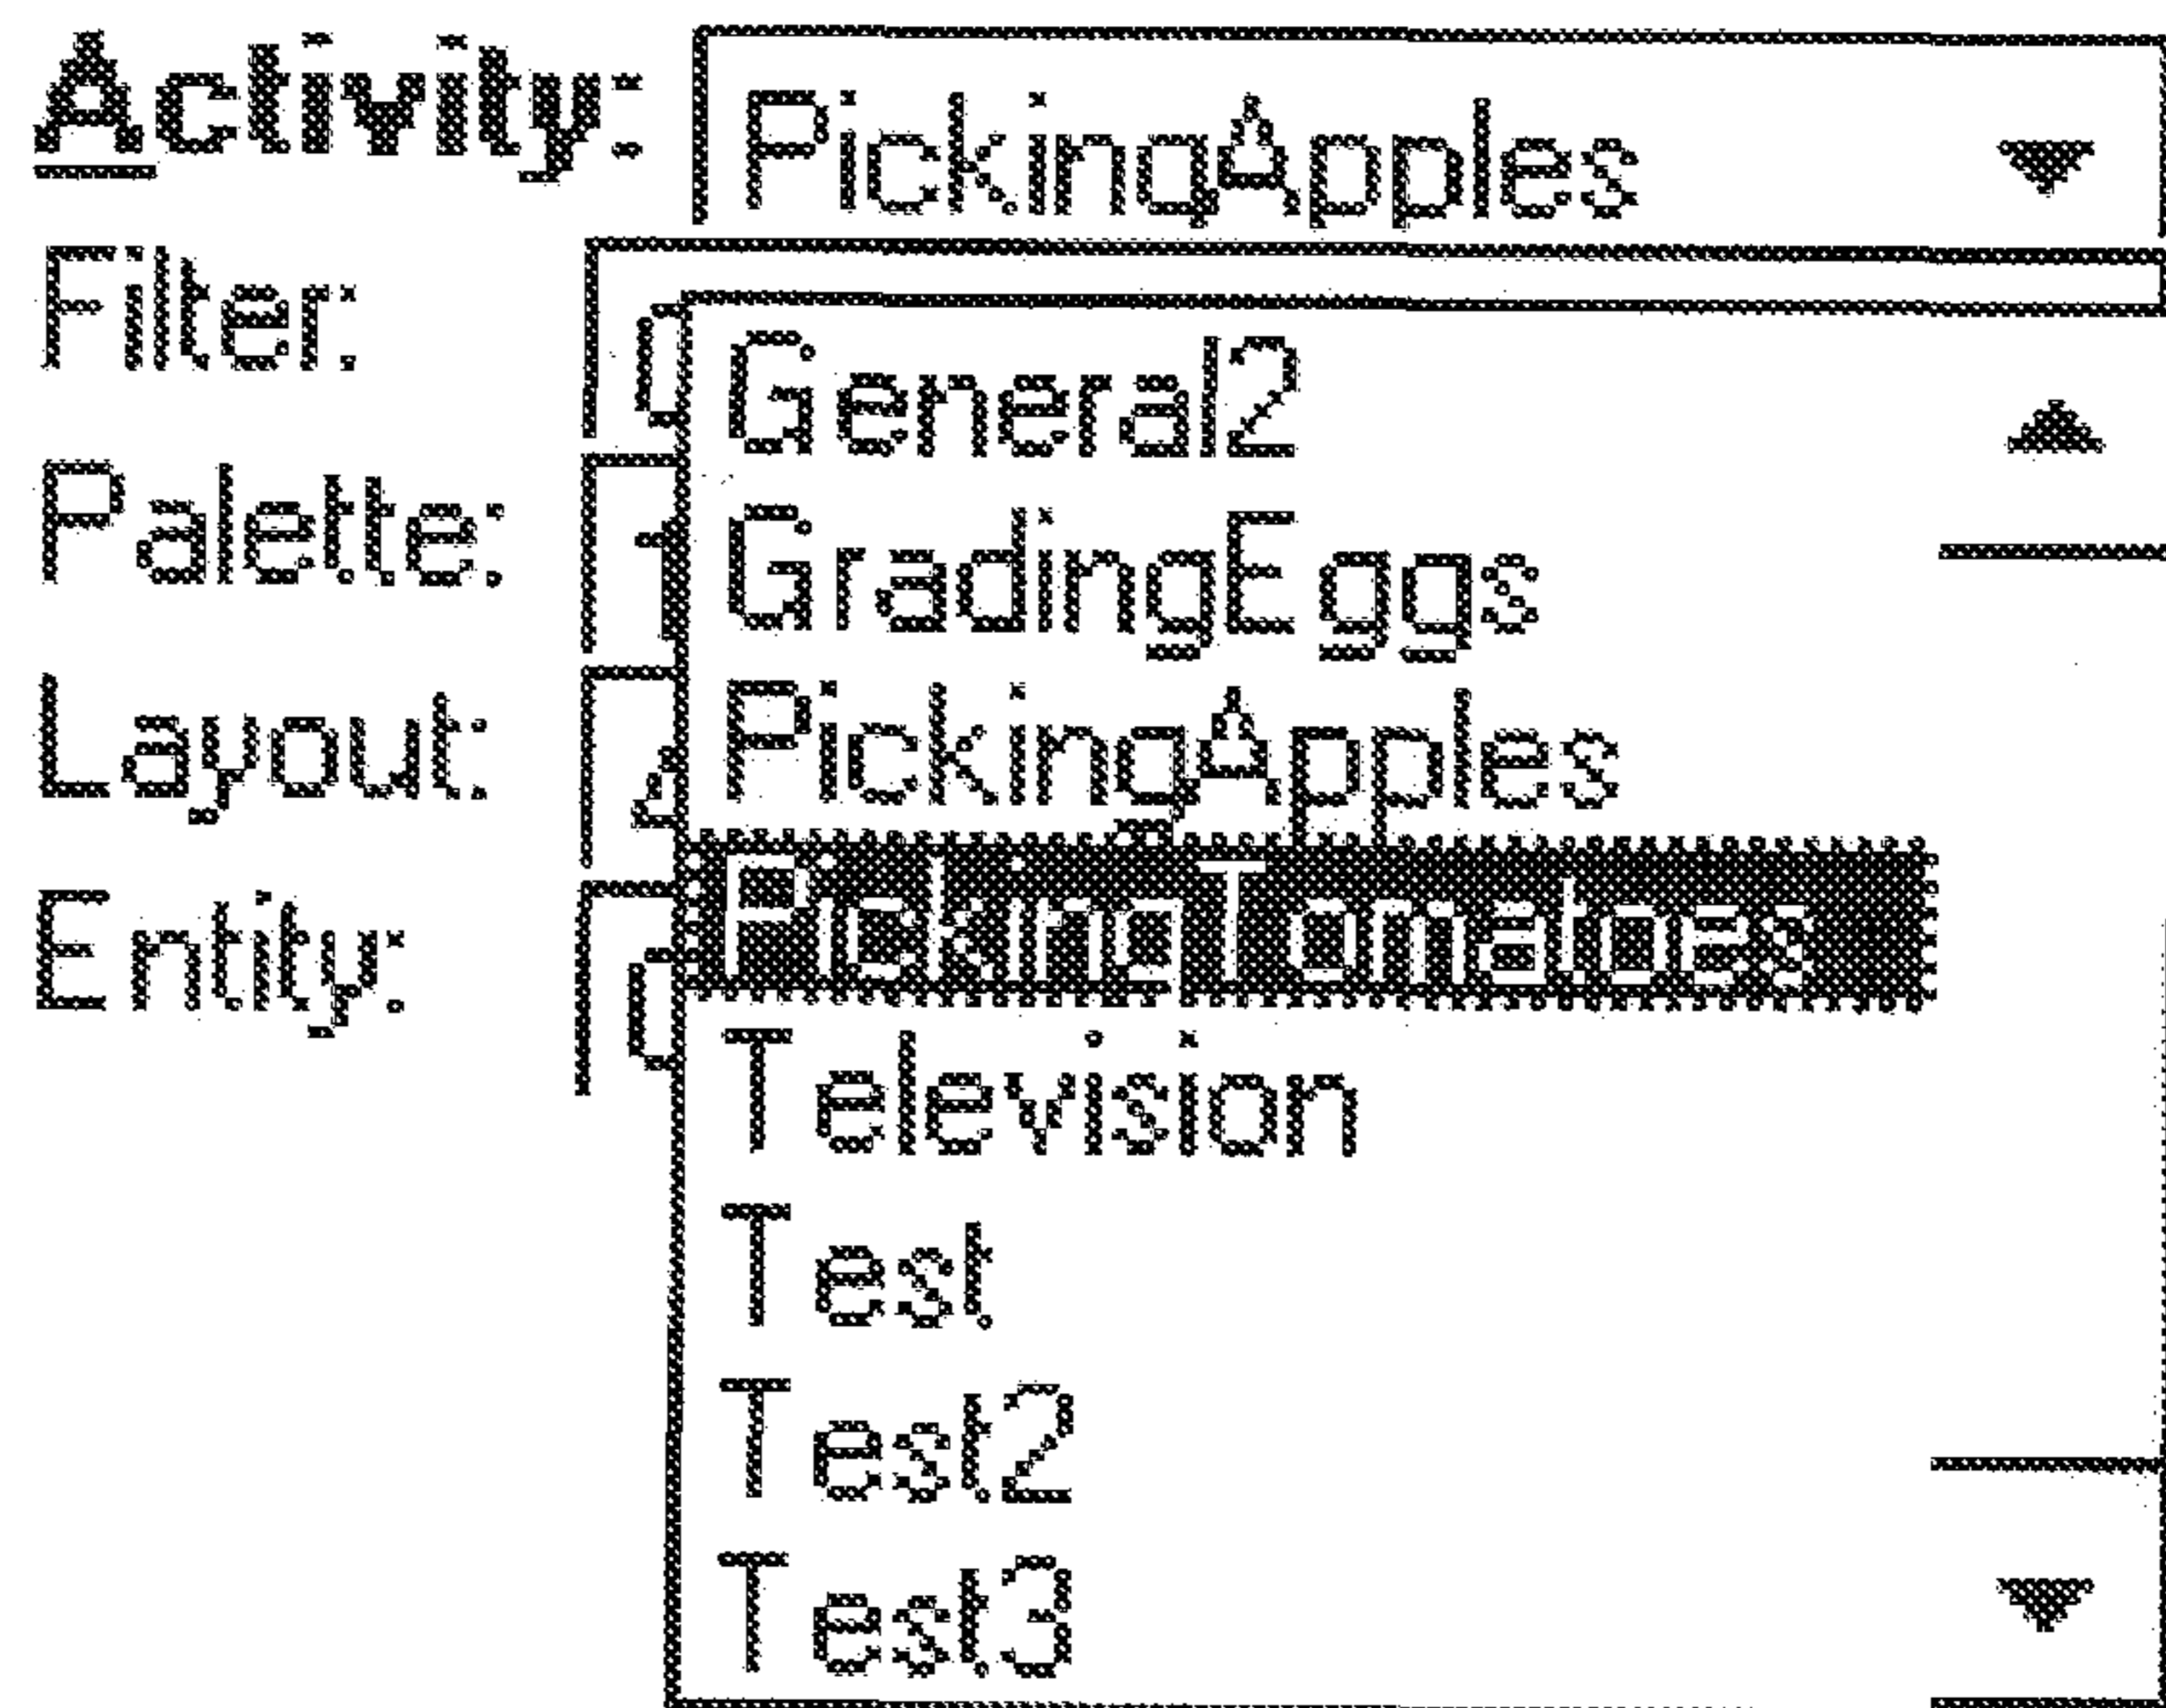 Activity: PickingApples
Filter:
General2
Palette:
GradingEggs
Layout:
PickingApples
Entity:
PickingTomatoes
Television
Test
Test2
Test3